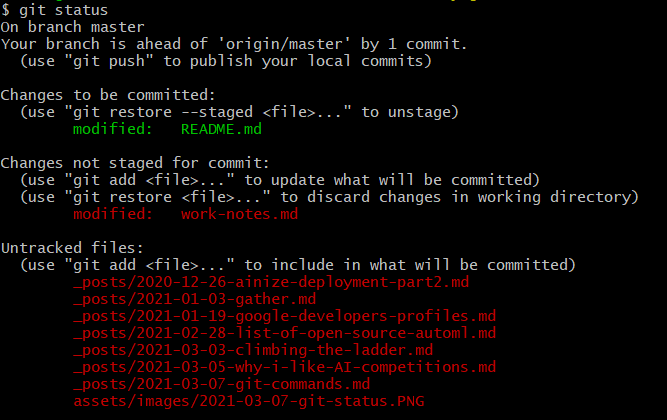 $ git status
On branch master
Your branch is ahead of 'origin/master' by 1 commit.
  (use "git push" to publish your local commits)

Changes to be committed:
  (use "git restore --staged <file>..." to unstage)
        modified:   README.md

Changes not staged for commit:
  (use "git add <file>..." to update what will be committed)
  (use "git restore <file>..." to discard changes in working directory)
        modified:   work-notes.md

Untracked files:
  (use "git add <file>..." to include in what will be committed)
        _posts/2020-12-26-ainize-deployment-part2.md
        _posts/2021-01-03-gather.md
        _posts/2021-01-19-google-developers-profiles.md
        _posts/2021-02-28-list-of-open-source-automl.md
        _posts/2021-03-03-climbing-the-ladder.md
        _posts/2021-03-05-why-i-like-AI-competitions.md
        _posts/2021-03-07-git-commands.md
        assets/images/2021-03-07-git-status.PNG